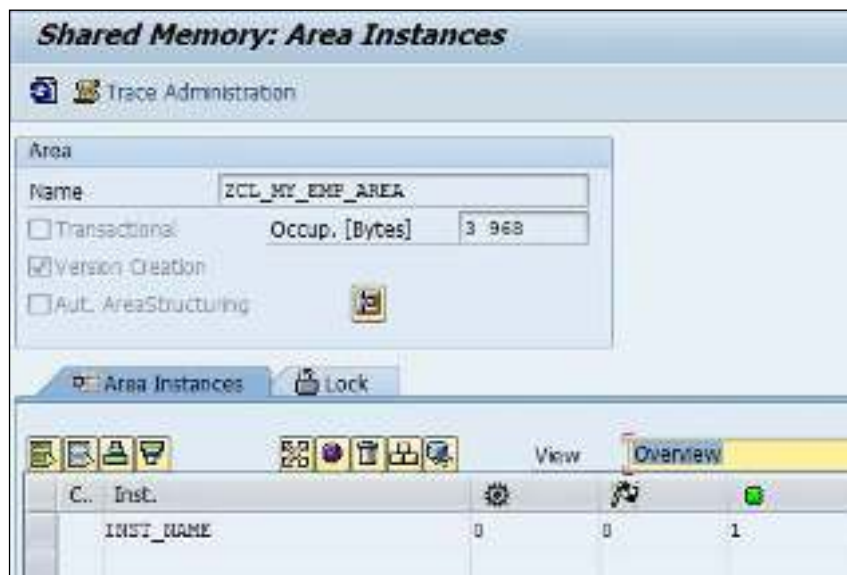 Shared Memory: Area Instances
Trace Administration
Area
Name ZCL_MY_EMP_AREA
Transactional Occup. [Bytes] 3 968
Version Creation
Aut. AreaStructuring
Area Instances Lock
View Overview
C.. Inst.
INST_NAME 0 0 1